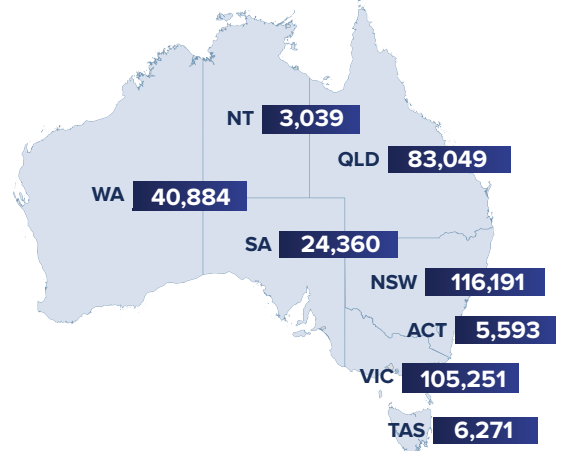 NT 3,039
QLD 83,049
WA 40,884
SA 24,360
NSW 116,191
ACT 5,593
VIC 105,251
TAS 6,271